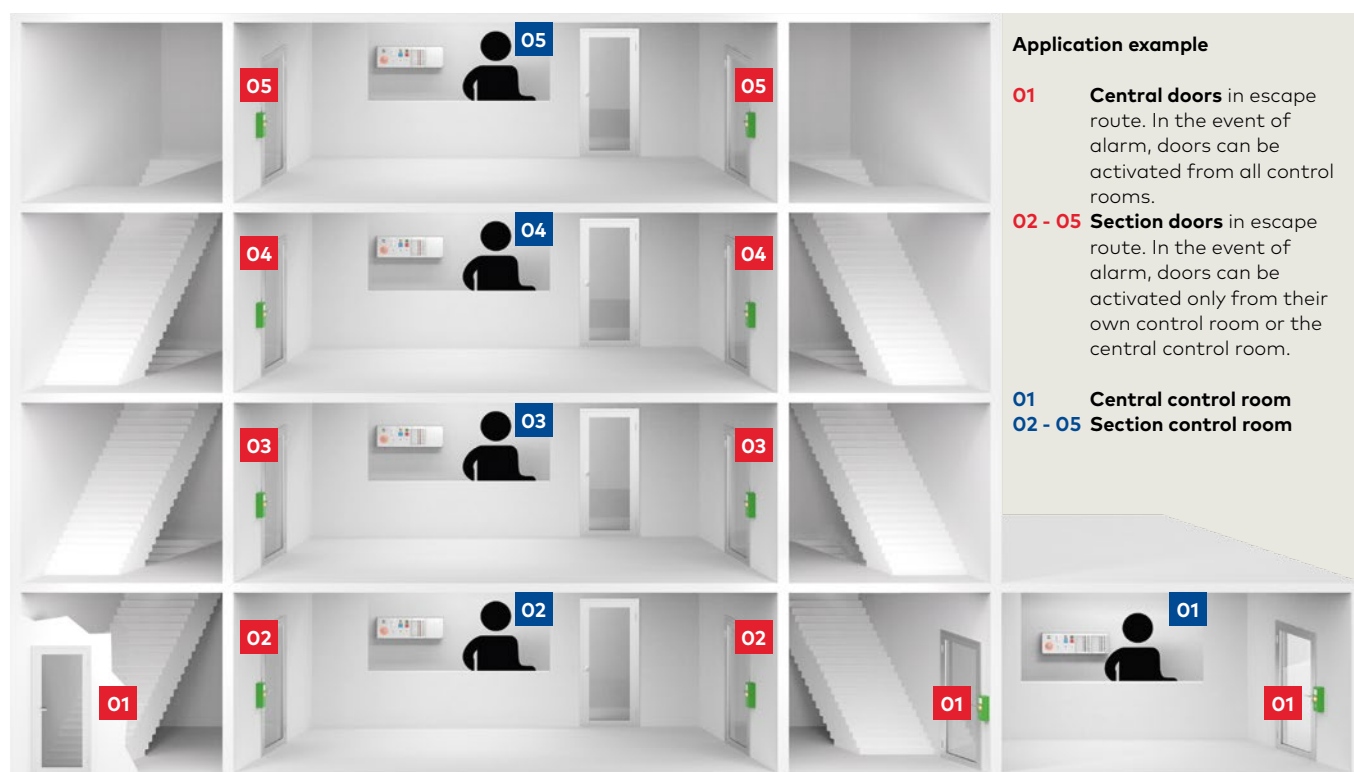 05
05
05
04
04
04
03
03
03
02
02
02
01
01
01
01
Application example
01 Central doors in escape
route. In the event of
alarm, doors can be
activated from all control
rooms.
02 - 05 Section doors in escape
route. In the event of
alarm, doors can be
activated only from their
own control room or the
central control room.
01 Central control room
02 - 05 Section control room